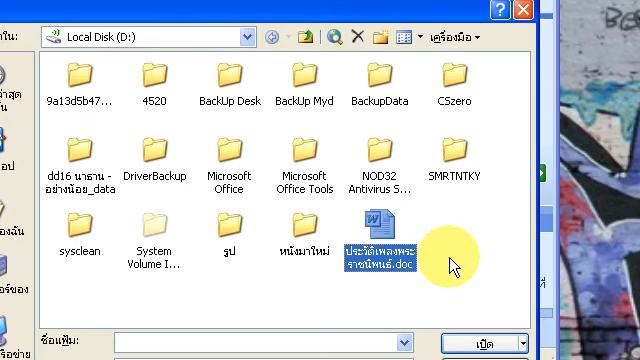 าใน:
Local Disk (D:)
เครื่องมือ
9a13d5b47...
4520
BackUp Desk
BackUp Myd
BackupData
CSzero
dd16 นาธาน -
อย่างน้อย_data
DriverBackup
Microsoft
Office
Microsoft
Office Tools
NOD32
Antivirus S...
SMRTNTKY
sysclean
System
Volume I...
รูป
หนังมาใหม่
ประวัติเพลงพระ
ราชนิพนธ์.doc
ชื่อแฟ้ม:
เปิด